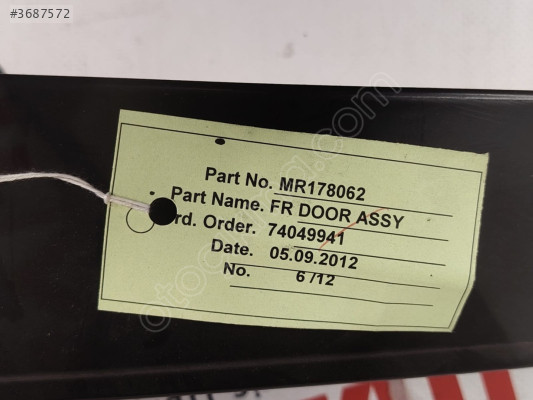 #3687572
Part No. MR178062
Part Name. FR DOOR ASSY
rd. Order. 74049941
Date. 05.09.2012
No. 6/12